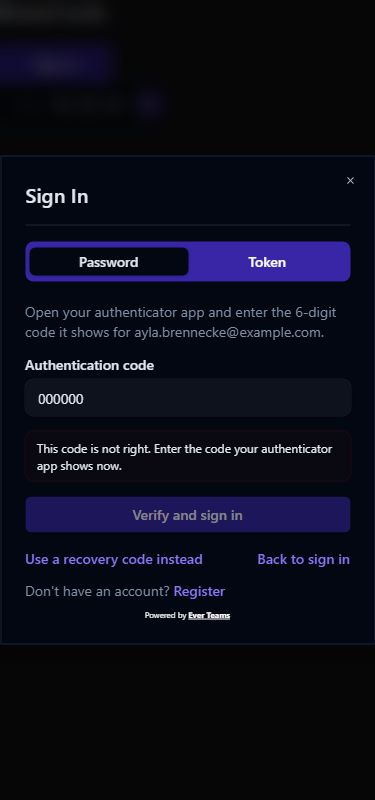 ×
Sign In
Password
Token
Open your authenticator app and enter the 6-digit
code it shows for ayla.brennecke@example.com.
Authentication code
000000
This code is not right. Enter the code your authenticator
app shows now.
Verify and sign in
Use a recovery code instead
Back to sign in
Don't have an account? Register
Powered by Ever Teams